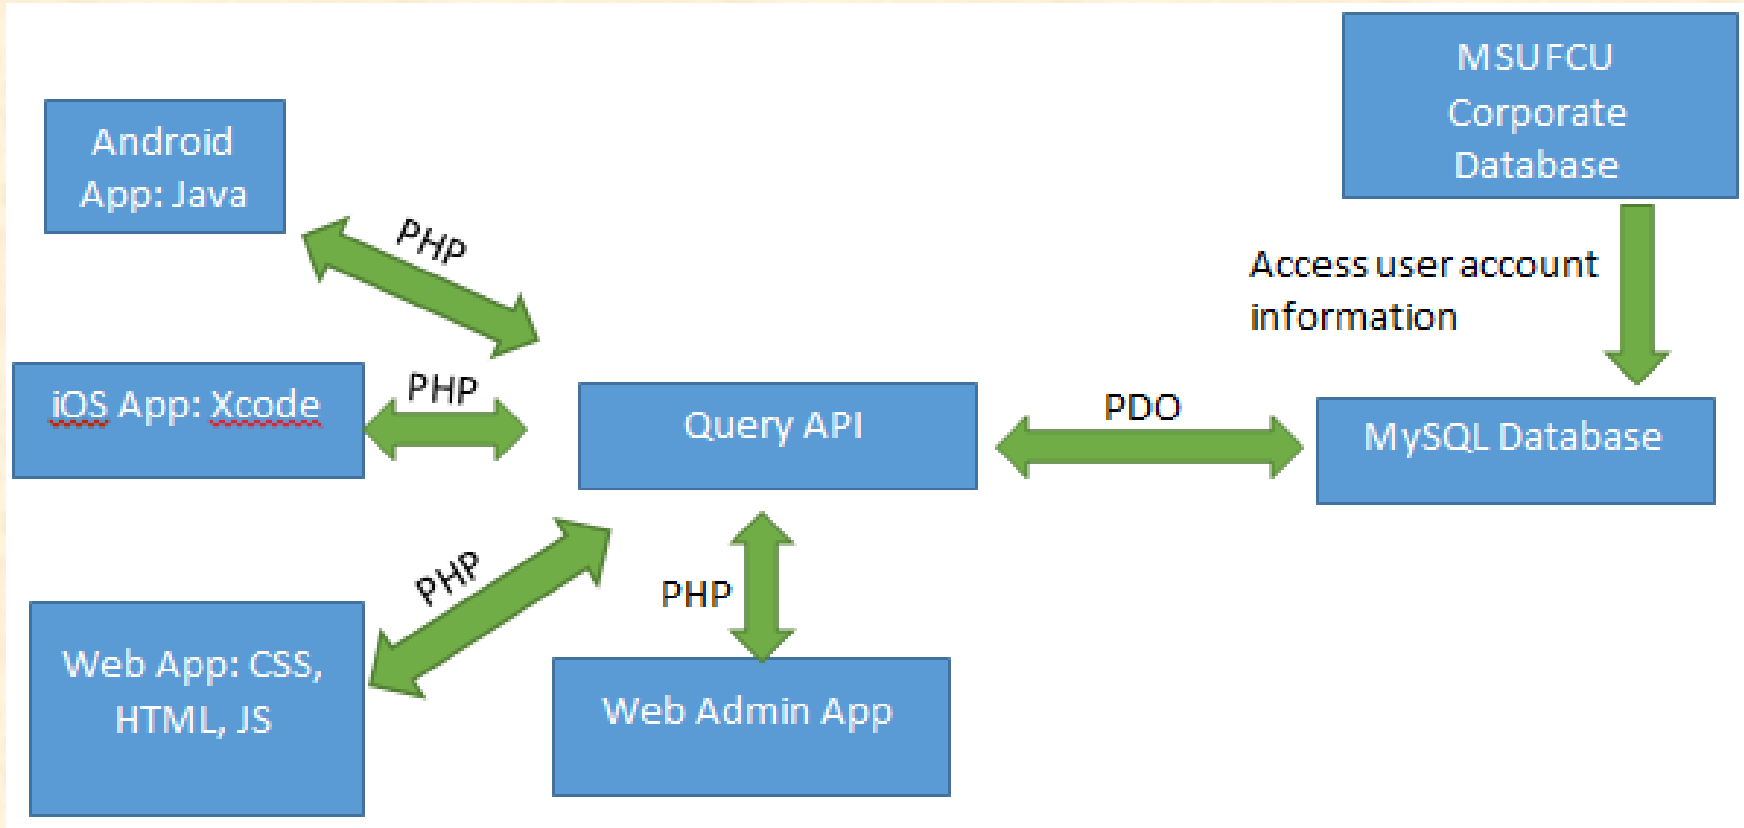 MSUFCU
Corporate
Database
Android
App: Java
PHP
Access user account
information
iOS App: Xcode
PHP
Query API
PDO
MySQL Database
PHP
PHP
Web App: CSS,
HTML, JS
Web Admin App